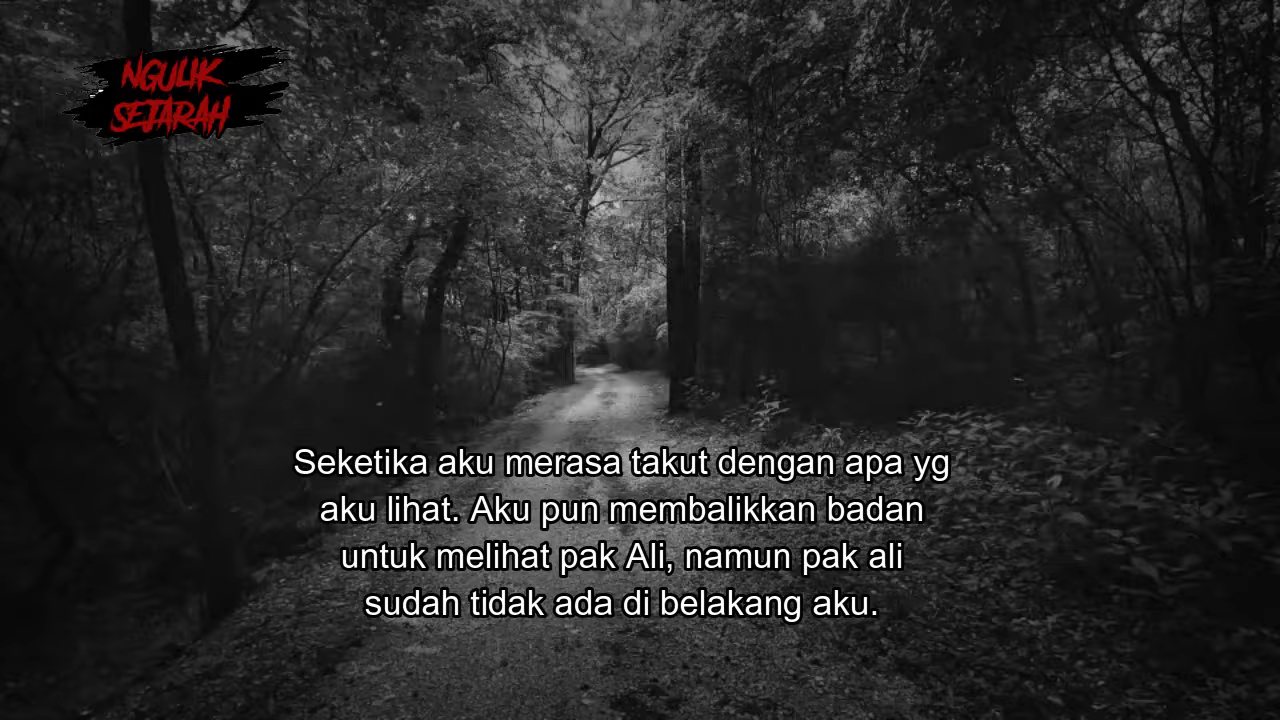 NGULIK
SEJARAH
Seketika aku merasa takut dengan apa yg
aku lihat. Aku pun membalikkan badan
untuk melihat pak Ali, namun pak ali
sudah tidak ada di belakang aku.